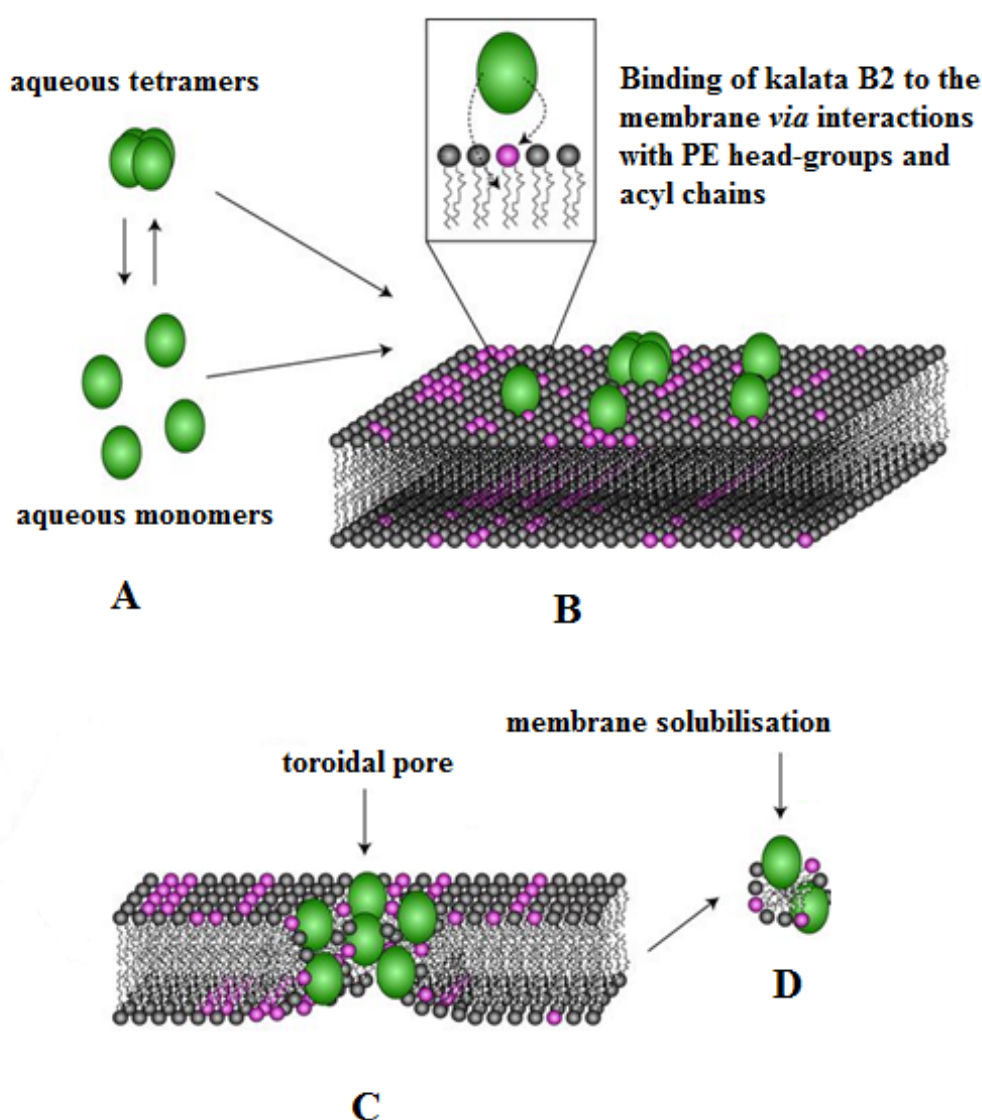 aqueous tetramers
Binding of kalata B2 to the
membrane via interactions
with PE head-groups and
acyl chains
aqueous monomers
A
B
membrane solubilisation
toroidal pore
D
C